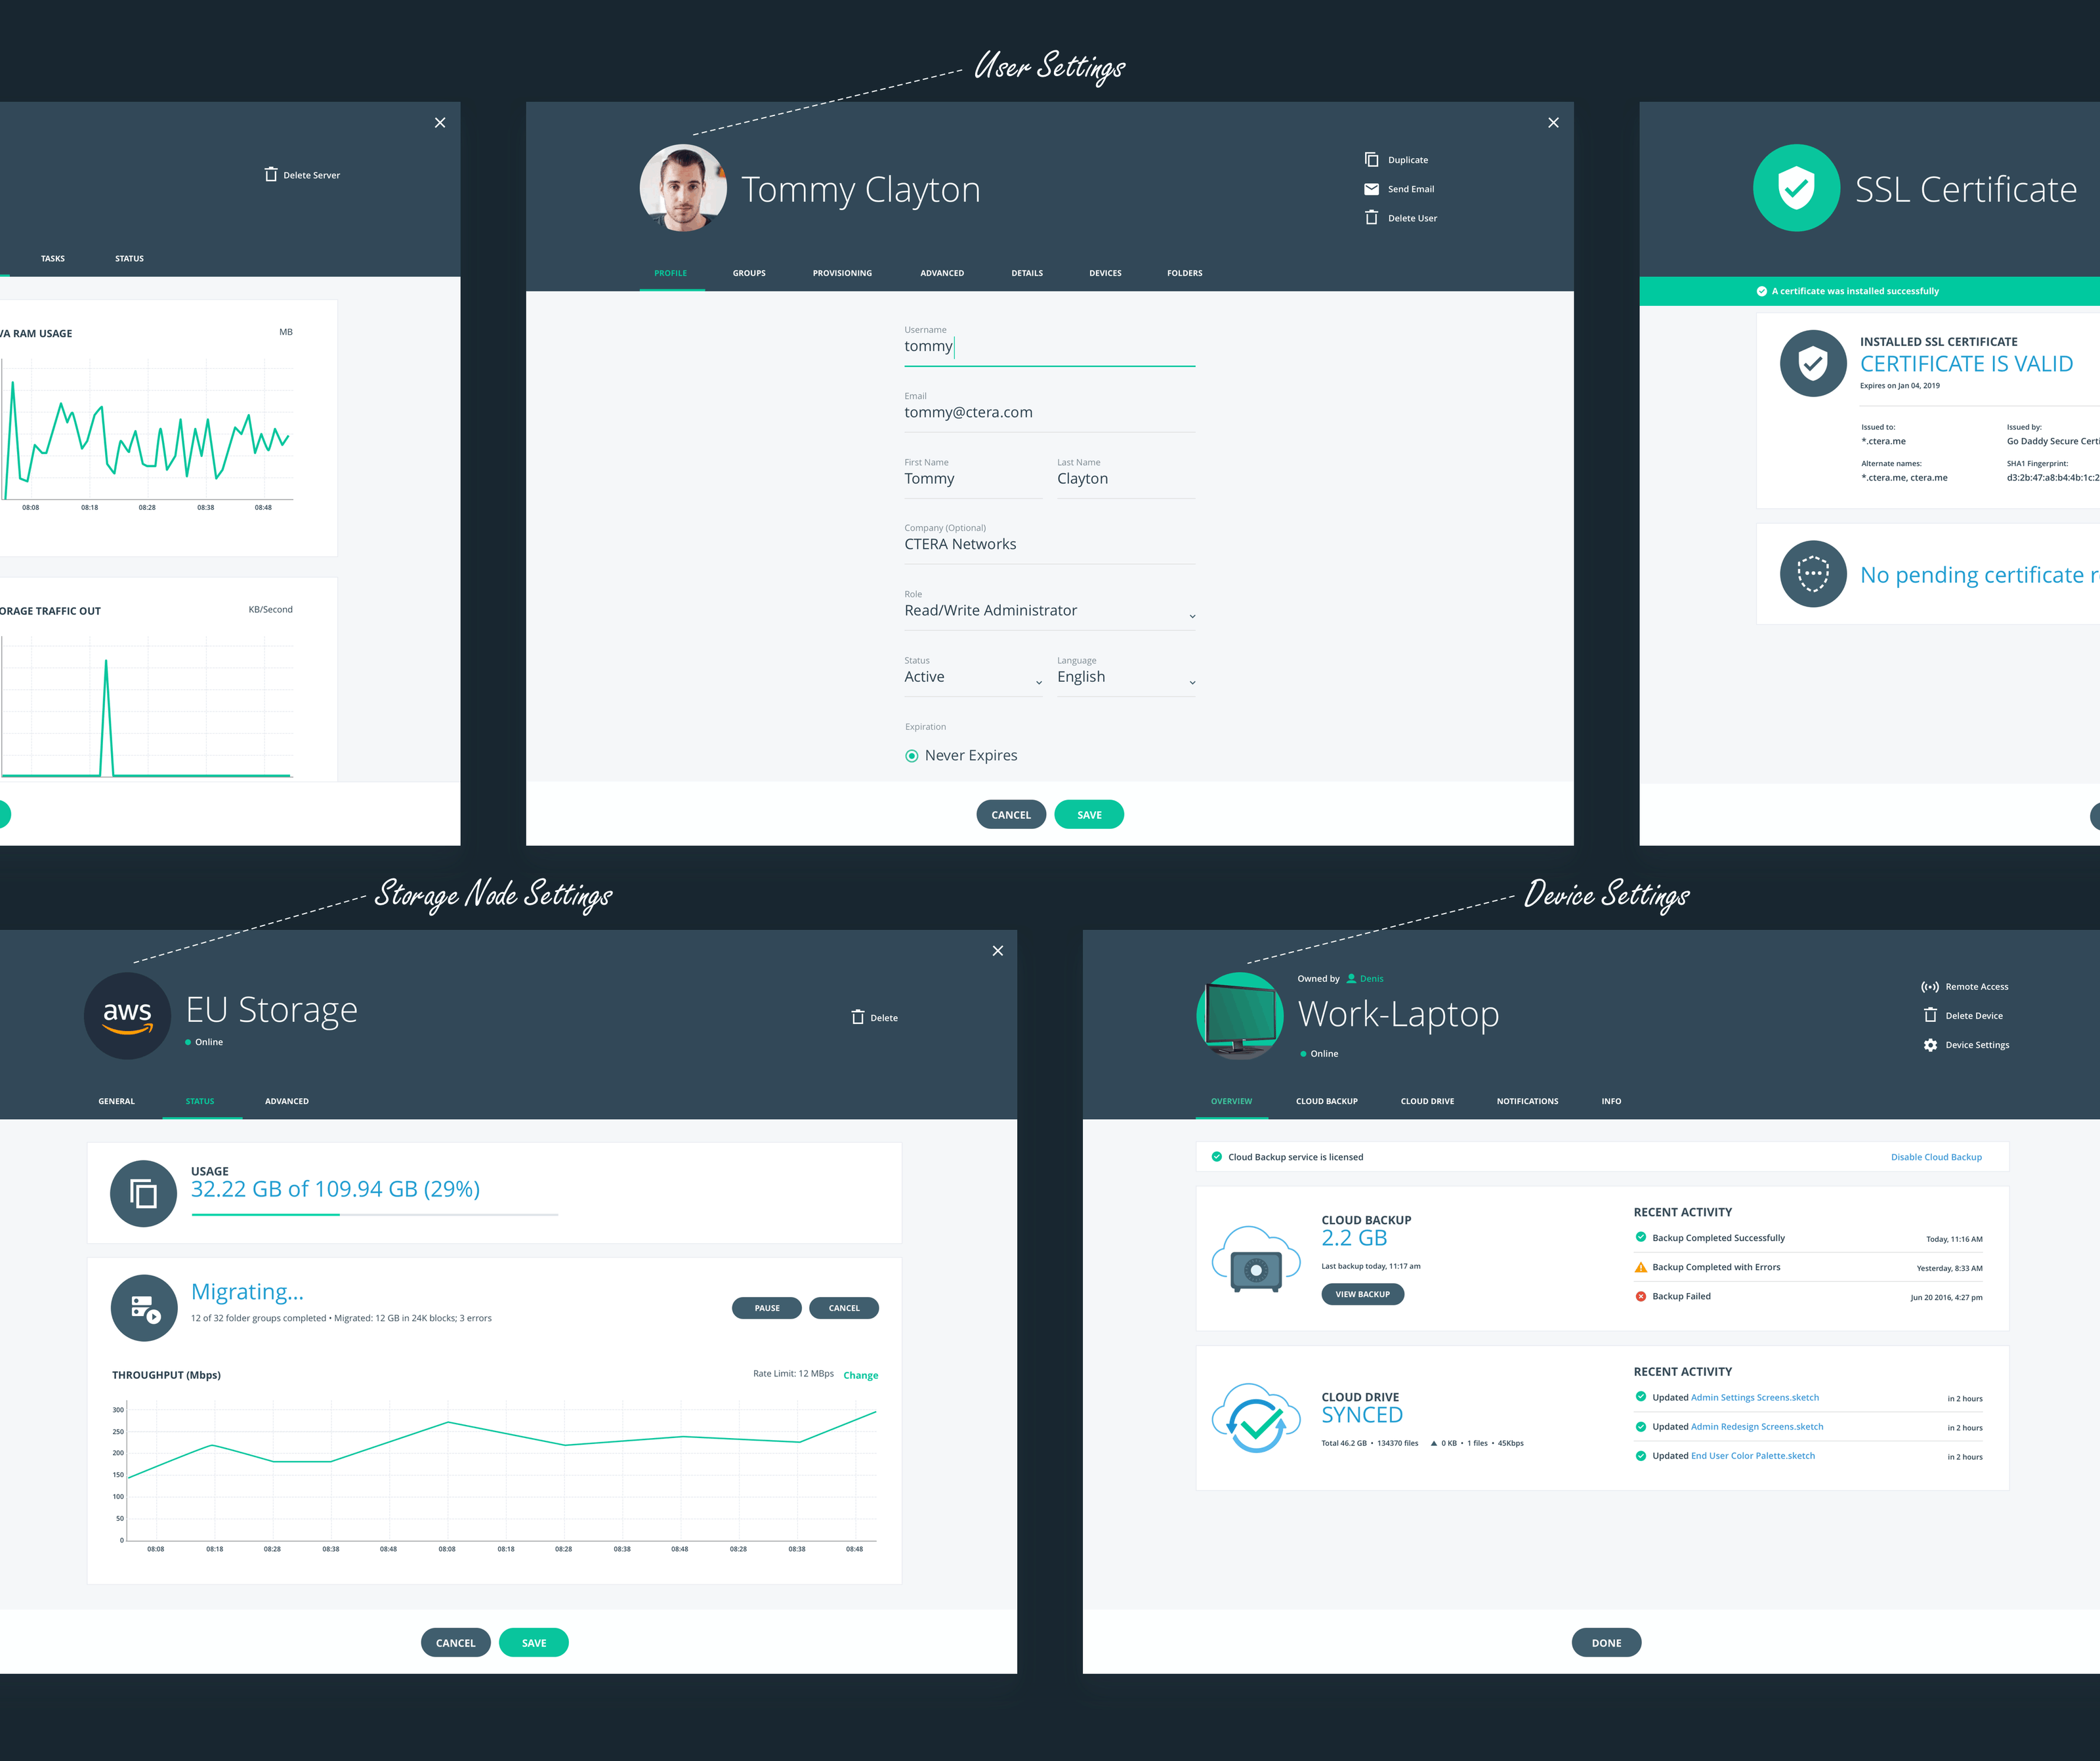 User Settings
Delete Server
TASKS STATUS
RAM USAGE MB
08:08 08:18 08:28 08:38 08:48
TRAFFIC OUT KB/Second
Tommy Clayton
Duplicate
Send Email
Delete User
PROFILE GROUPS PROVISIONING ADVANCED DETAILS DEVICES FOLDERS
Username
tommy
Email
tommy@ctera.com
First Name Last Name
Tommy Clayton
Company (Optional)
CTERA Networks
Role
Read/Write Administrator
Status Language
Active English
Expiration
Never Expires
CANCEL SAVE
SSL Certificate
A certificate was installed successfully
INSTALLED SSL CERTIFICATE
CERTIFICATE IS VALID
Expires on Jan 04, 2019
Issued to: Issued by:
*.ctera.me Go Daddy Secure
Alternate names: SHA1 Fingerprint:
*.ctera.me, ctera.me d3:2b:47:a8:b4:4b:1c:2
No pending certificate
Storage Node Settings
aws
EU Storage
Online
Delete
GENERAL STATUS ADVANCED
USAGE
32.22 GB of 109.94 GB (29%)
Migrating...
12 of 32 folder groups completed • Migrated: 12 GB in 24K blocks; 3 errors
PAUSE CANCEL
THROUGHPUT (Mbps) Rate Limit: 12 MBps Change
300
250
200
150
100
50
0
08:08 08:18 08:28 08:38 08:48 08:08 08:18 08:28 08:38 08:48 08:28 08:38 08:48
CANCEL SAVE
Device Settings
Owned by Denis
Work-Laptop
Online
Remote Access
Delete Device
Device Settings
OVERVIEW CLOUD BACKUP CLOUD DRIVE NOTIFICATIONS INFO
Cloud Backup service is licensed Disable Cloud Backup
CLOUD BACKUP
2.2 GB
Last backup today, 11:17 am
VIEW BACKUP
RECENT ACTIVITY
Backup Completed Successfully Today, 11:16 AM
Backup Completed with Errors Yesterday, 8:33 AM
Backup Failed Jun 20 2016, 4:27 pm
CLOUD DRIVE
SYNCED
Total 46.2 GB • 134370 files ▲ 0 KB • 1 files • 45Kbps
RECENT ACTIVITY
Updated Admin Settings Screens.sketch in 2 hours
Updated Admin Redesign Screens.sketch in 2 hours
Updated End User Color Palette.sketch in 2 hours
DONE